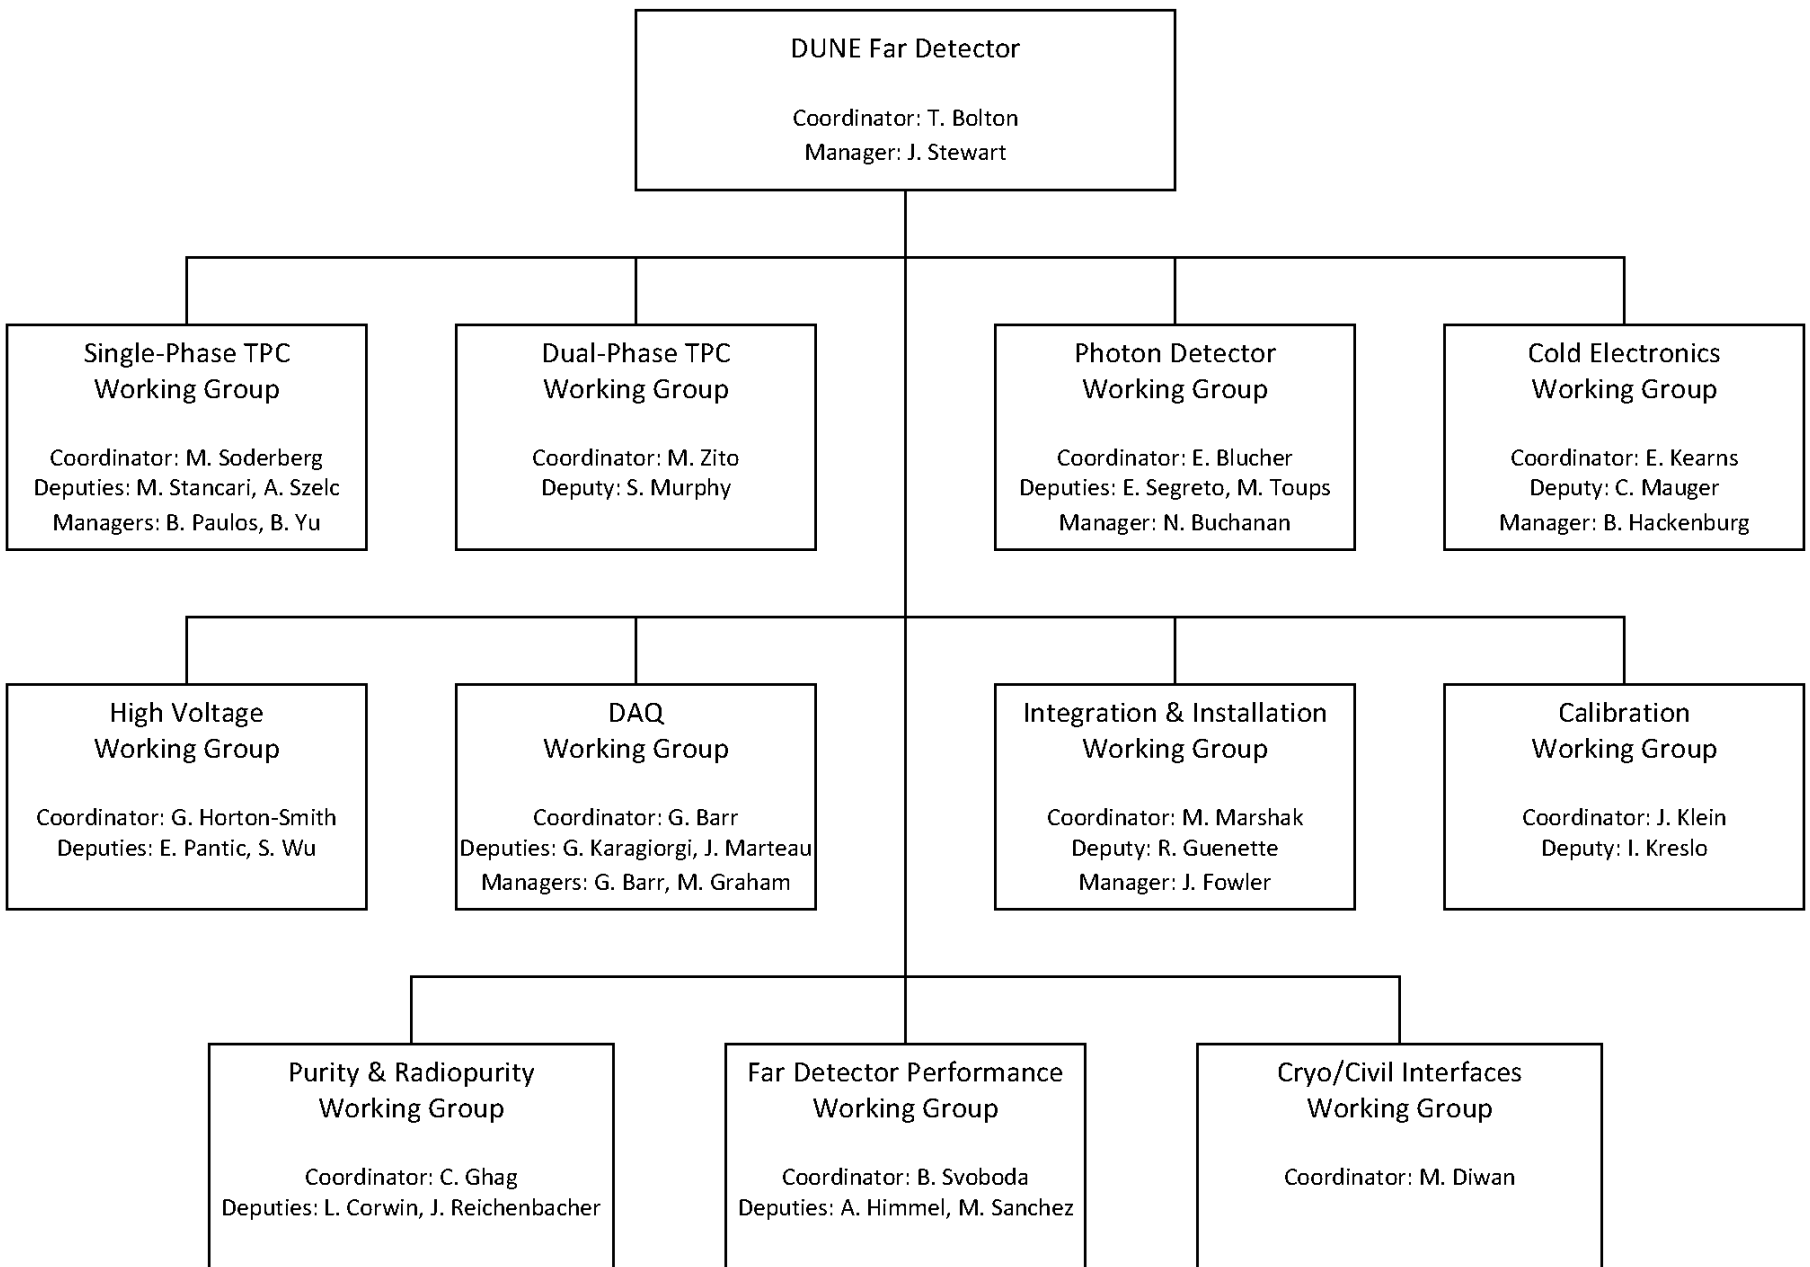 DUNE Far Detector
Coordinator: T. Bolton
Manager: J. Stewart
Single-Phase TPC
Working Group
Coordinator: M. Soderberg
Deputies: M. Stancari, A. Szelc
Managers: B. Paulos, B. Yu
Dual-Phase TPC
Working Group
Coordinator: M. Zito
Deputy: S. Murphy
Photon Detector
Working Group
Coordinator: E. Blucher
Deputies: E. Segreto, M. Toups
Manager: N. Buchanan
Cold Electronics
Working Group
Coordinator: E. Kearns
Deputy: C. Mauger
Manager: B. Hackenburg
High Voltage
Working Group
Coordinator: G. Horton-Smith
Deputies: E. Pantic, S. Wu
DAQ
Working Group
Coordinator: G. Barr
Deputies: G. Karagiorgi, J. Marteau
Managers: G. Barr, M. Graham
Integration & Installation
Working Group
Coordinator: M. Marshak
Deputy: R. Guenette
Manager: J. Fowler
Calibration
Working Group
Coordinator: J. Klein
Deputy: I. Kreslo
Purity & Radiopurity
Working Group
Coordinator: C. Ghag
Deputies: L. Corwin, J. Reichenbacher
Far Detector Performance
Working Group
Coordinator: B. Svoboda
Deputies: A. Himmel, M. Sanchez
Cryo/Civil Interfaces
Working Group
Coordinator: M. Diwan